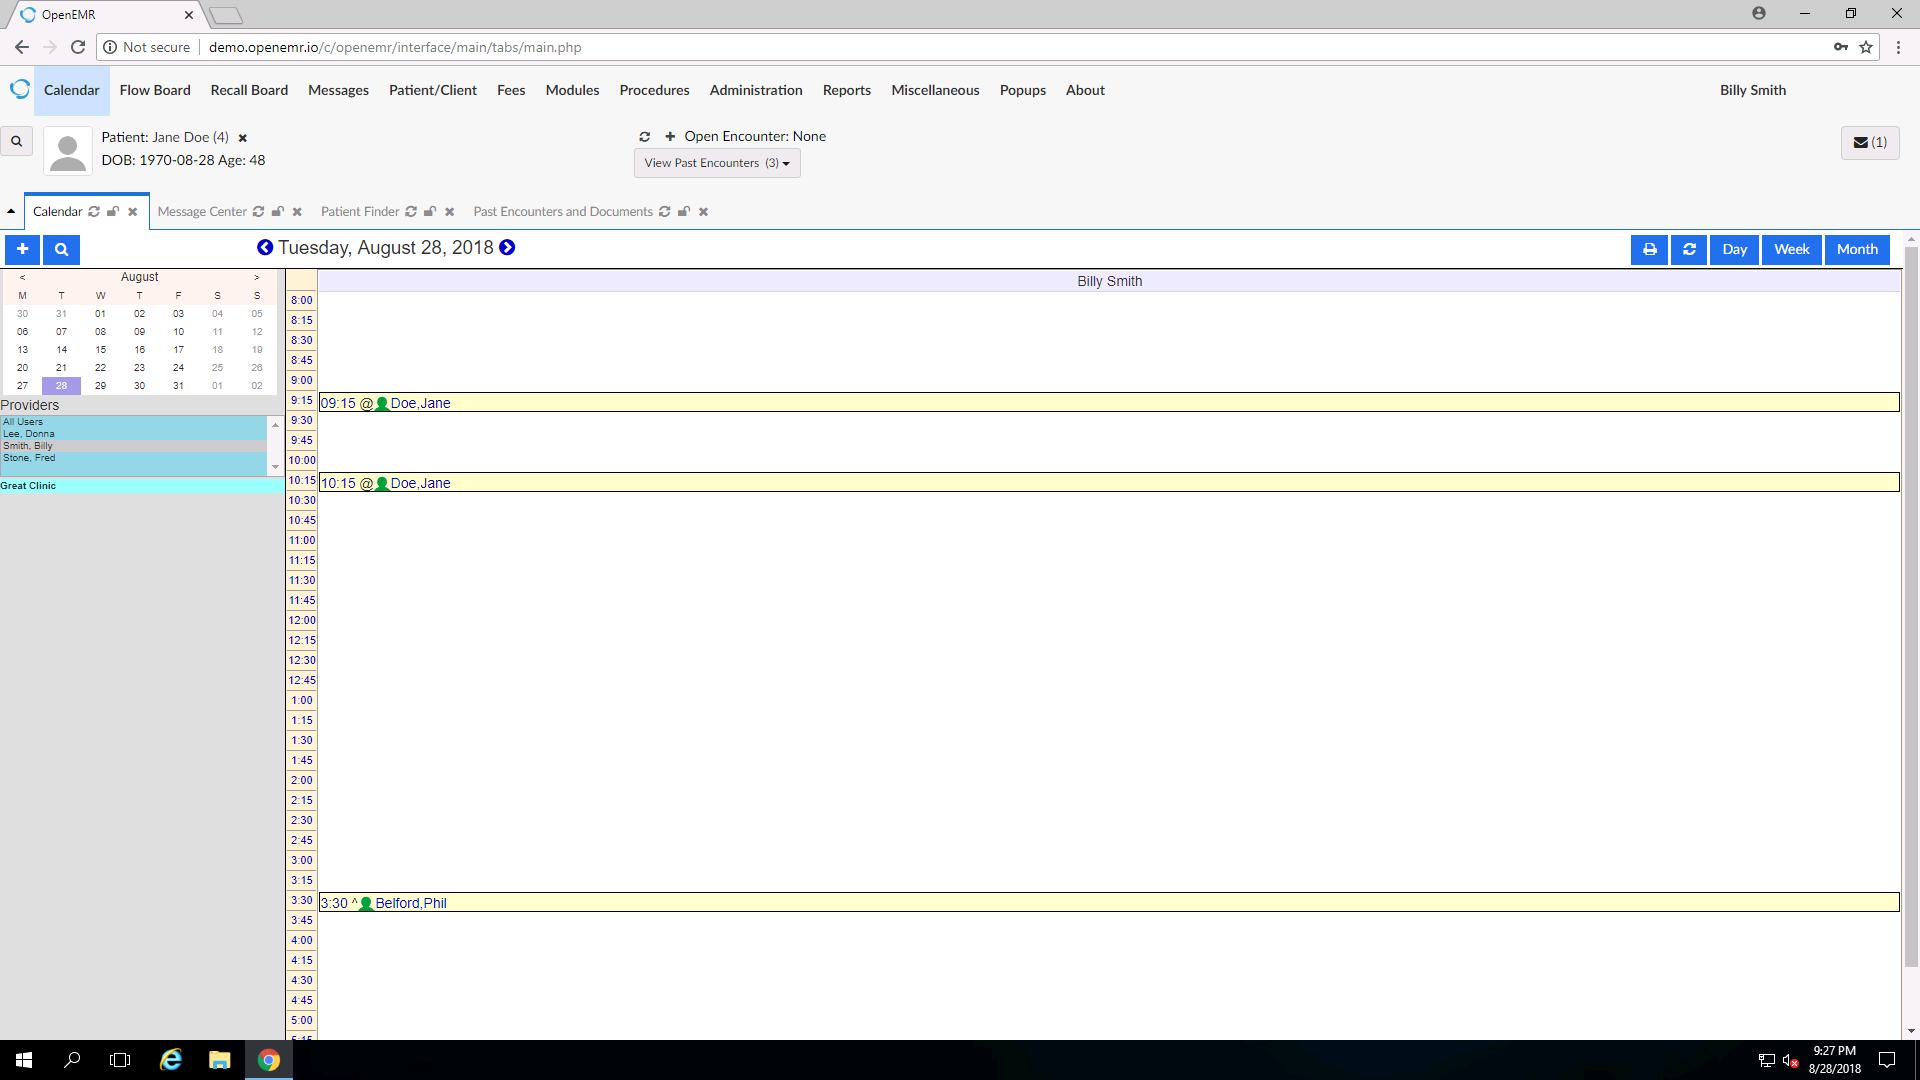 OpenEMR
Not secure | demo.openemr.io/c/openemr/interface/main/tabs/main.php
Calendar Flow Board Recall Board Messages Patient/Client Fees Modules Procedures Administration Reports Miscellaneous Popups About Billy Smith
Patient: Jane Doe (4)
DOB: 1970-08-28 Age: 48
Open Encounter: None
View Past Encounters (3)
(1)
Calendar Message Center Patient Finder Past Encounters and Documents
Tuesday, August 28, 2018
Day Week Month
< August >
M T W T F S S
30 31 01 02 03 04 05
06 07 08 09 10 11 12
13 14 15 16 17 18 19
20 21 22 23 24 25 26
27 28 29 30 31 01 02
Providers
All Users
Lee, Donna
Smith, Billy
Stone, Fred
Great Clinic
Billy Smith
8:00
8:15
8:30
8:45
9:00
9:15 09:15 @ Doe,Jane
9:30
9:45
10:00
10:15 10:15 @ Doe,Jane
10:30
10:45
11:00
11:15
11:30
11:45
12:00
12:15
12:30
12:45
1:00
1:15
1:30
1:45
2:00
2:15
2:30
2:45
3:00
3:15
3:30 3:30 ^ Belford,Phil
3:45
4:00
4:15
4:30
4:45
5:00
5:15
9:27 PM
8/28/2018